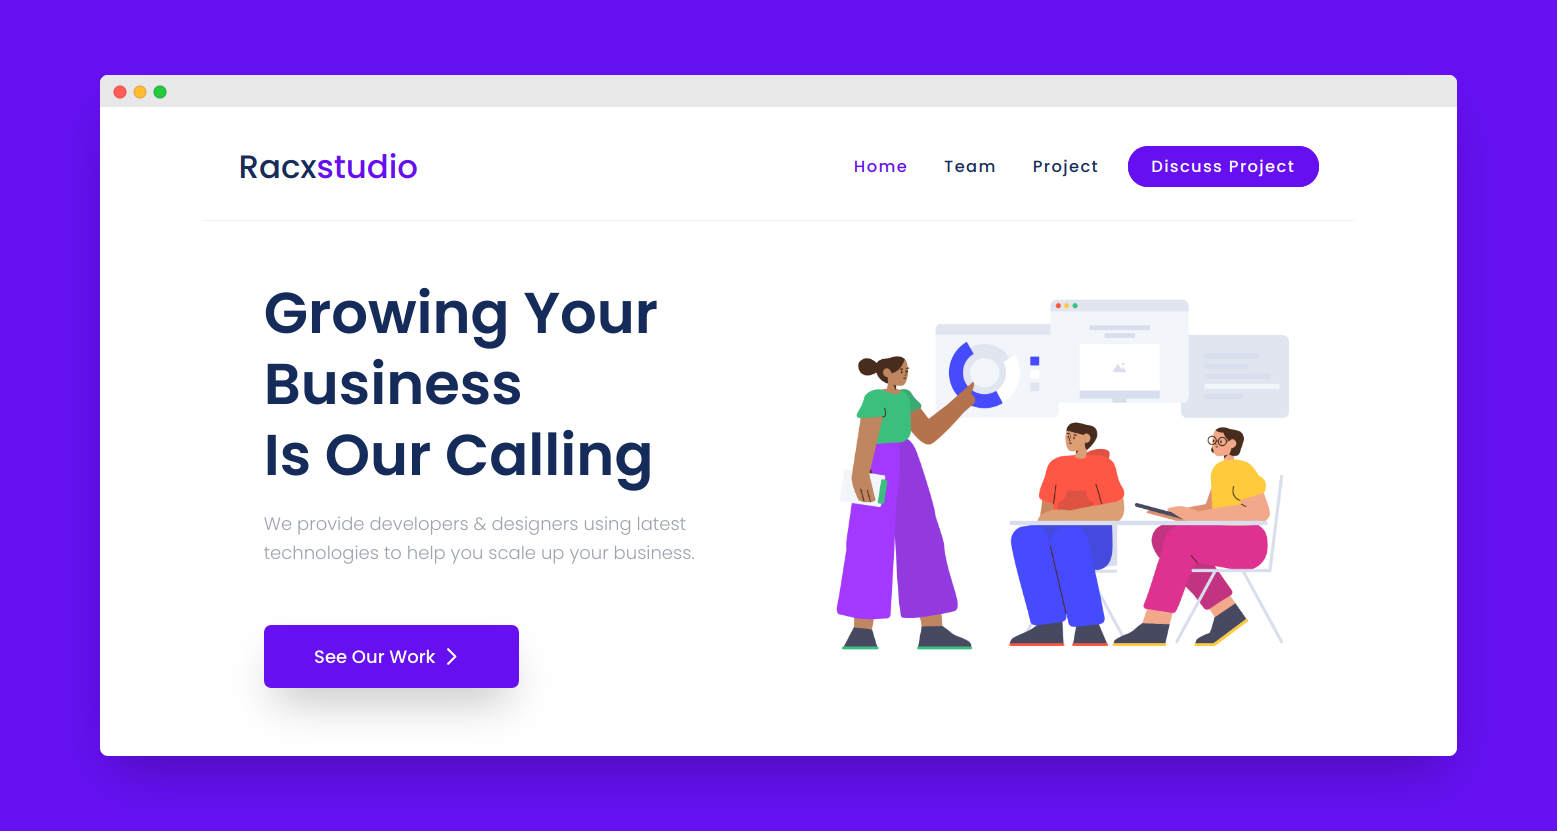 Racxstudio
Home Team Project Discuss Project
Growing Your
Business
Is Our Calling
We provide developers & designers using latest
technologies to help you scale up your business.
See Our Work